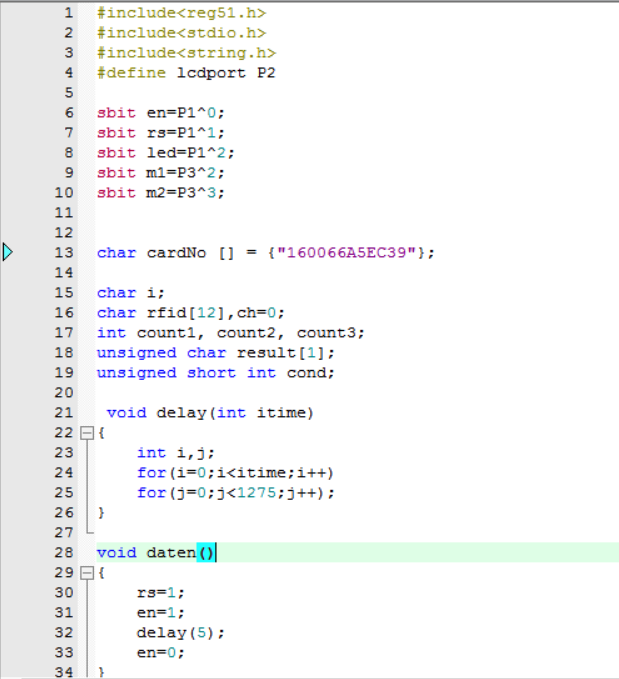 1 #include<reg51.h>
2 #include<stdio.h>
3 #include<string.h>
4 #define lcdport P2
5
6 sbit en=P1^0;
7 sbit rs=P1^1;
8 sbit led=P1^2;
9 sbit m1=P3^2;
10 sbit m2=P3^3;
11
12
13 char cardNo [] = {"160066A5EC39"};
14
15 char i;
16 char rfid[12],ch=0;
17 int count1, count2, count3;
18 unsigned char result[1];
19 unsigned short int cond;
20
21 void delay(int itime)
22 {
23 int i,j;
24 for(i=0;i<itime;i++)
25 for(j=0;j<1275;j++);
26 }
27
28 void daten()
29 {
30 rs=1;
31 en=1;
32 delay(5);
33 en=0;
34 }